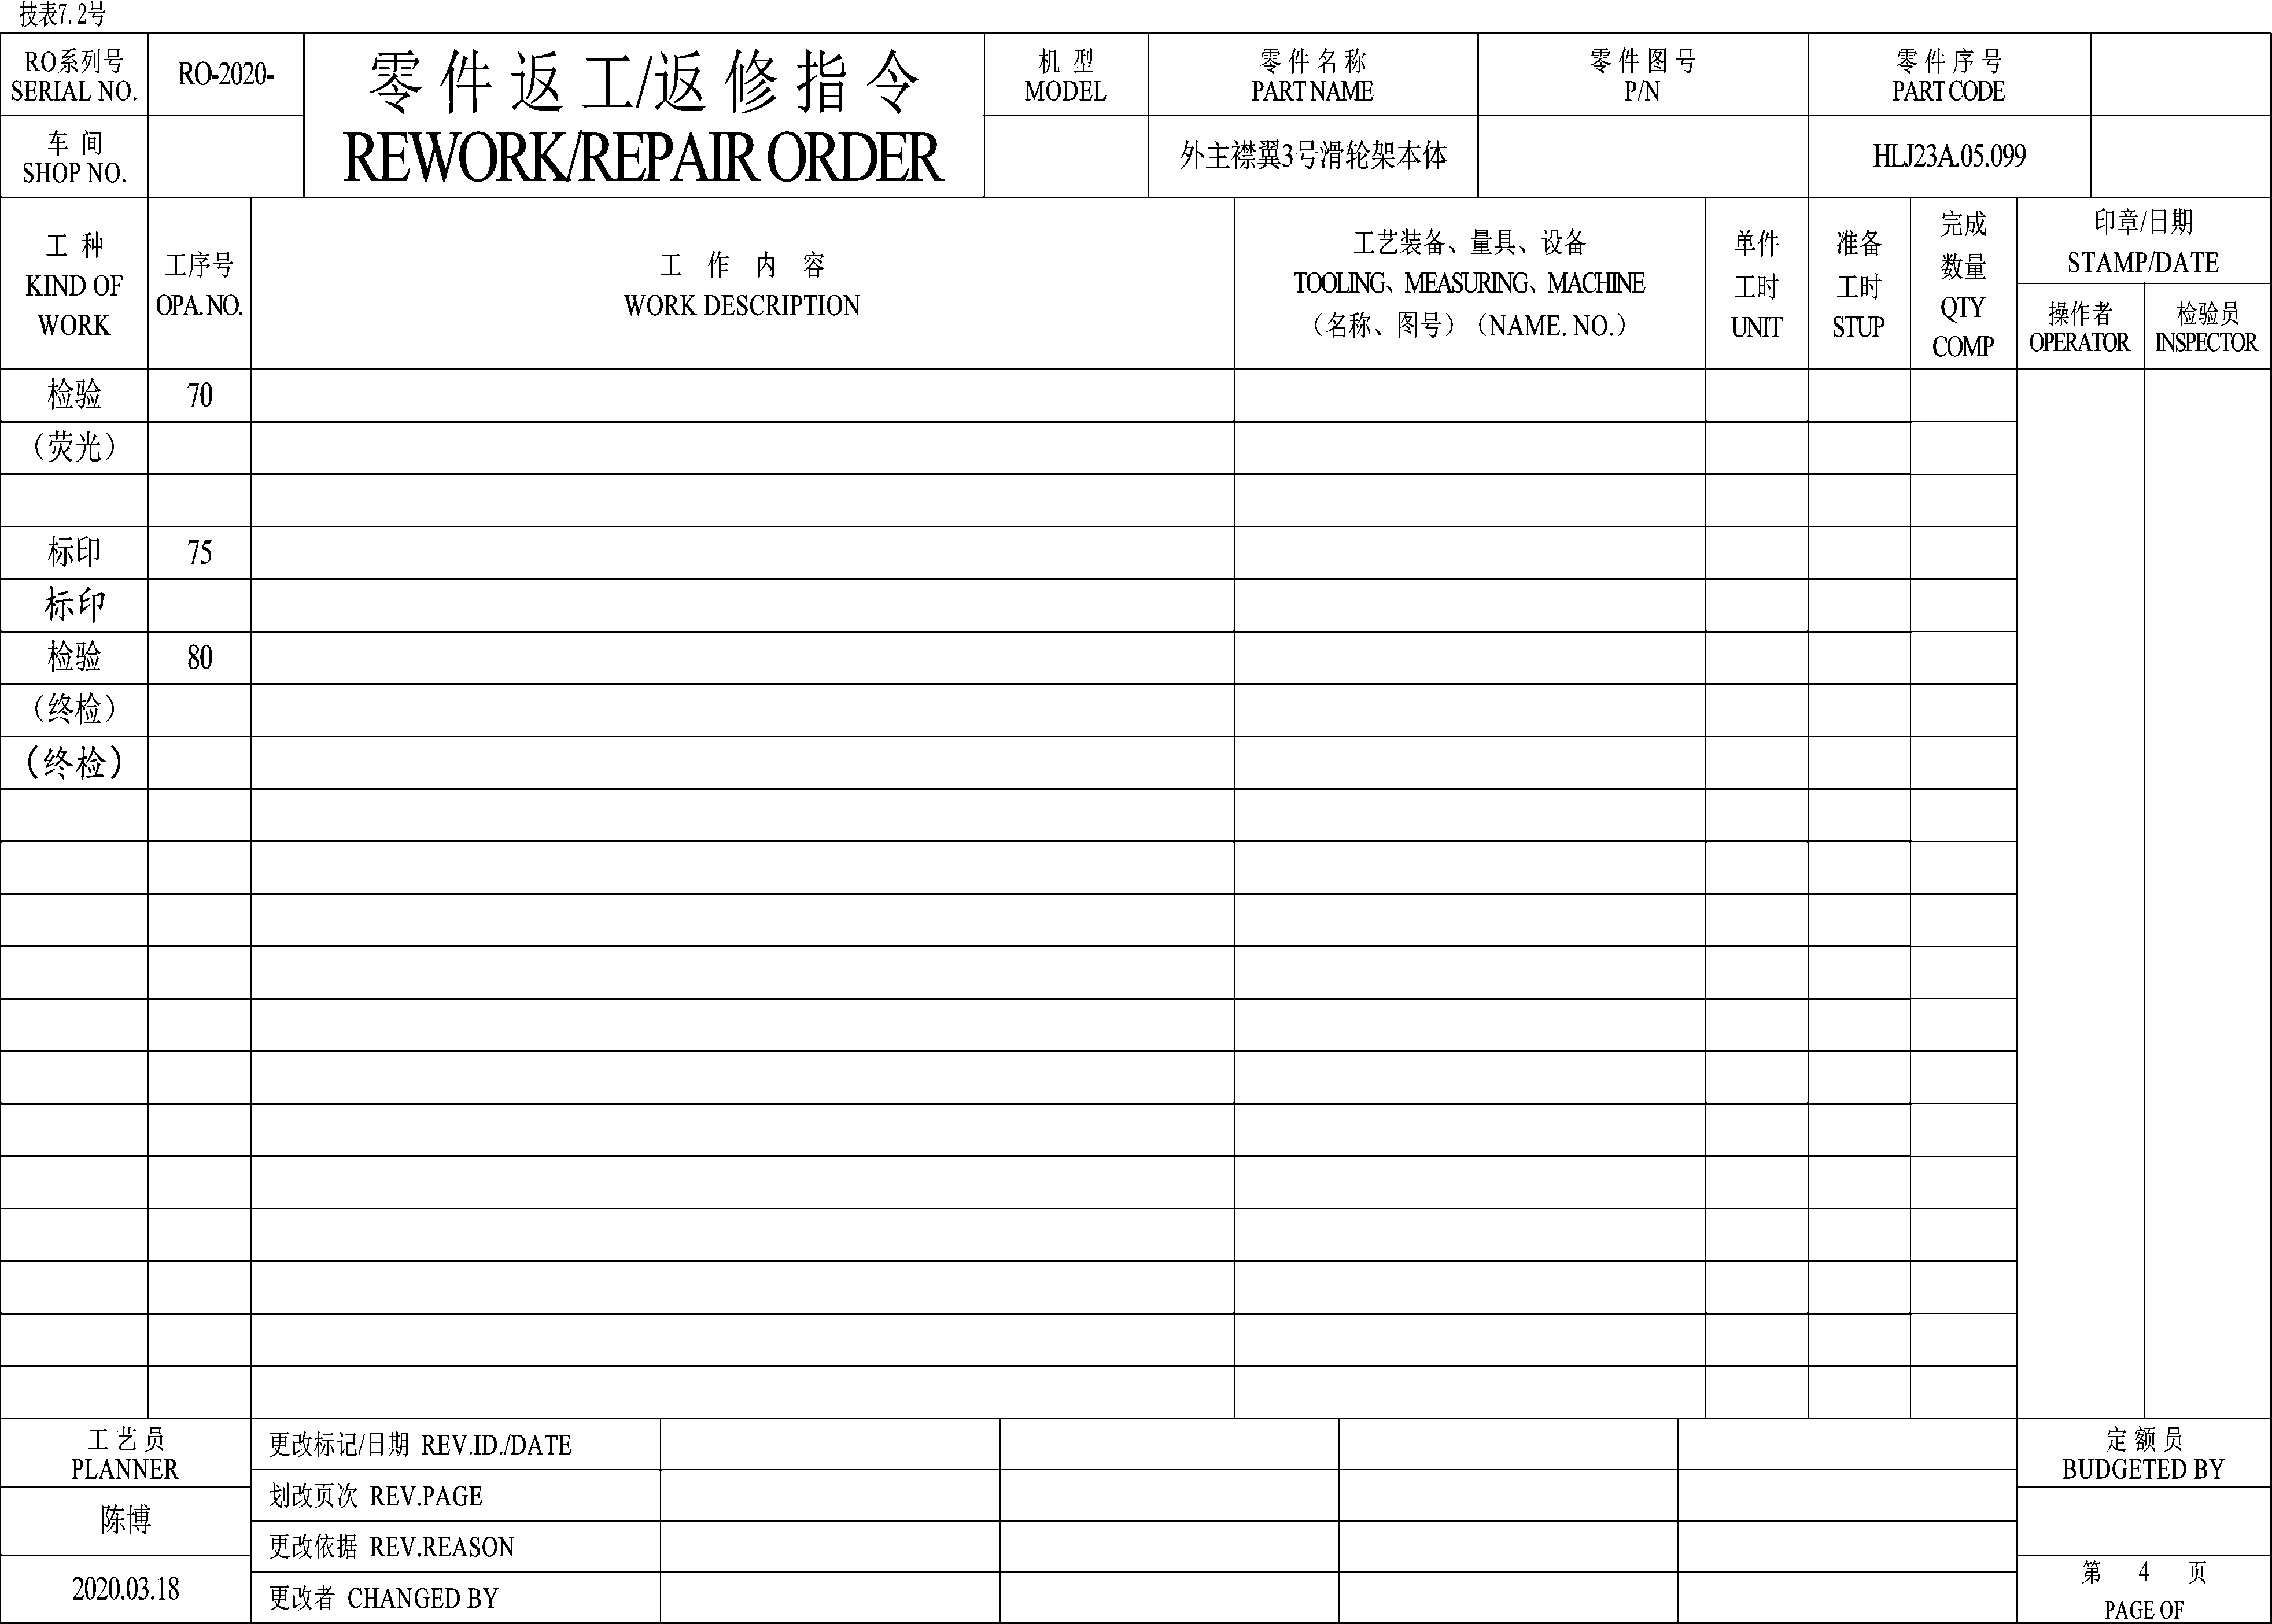 技表7.2号
RO系列号
SERIAL NO.
RO-2020-
零件返工/返修指令
REWORK/REPAIR ORDER
机 型
MODEL
零件名称
PART NAME
零件图号
P/N
零件序号
PART CODE
车 间
SHOP NO.
外主襟翼3号滑轮架本体
HLJ23A.05.099
工 种
KIND OF
WORK
工序号
OPA.NO.
工 作 内 容
WORK DESCRIPTION
工艺装备、量具、设备
TOOLING、MEASURING、MACHINE
（名称、图号）（NAME. NO.）
单件
工时
UNIT
准备
工时
STUP
完成
数量
QTY
COMP
印章/日期
STAMP/DATE
操作者
OPERATOR
检验员
INSPECTOR
检验 70
（荧光）
标印 75
标印
检验 80
（终检）
（终检）
工艺员
PLANNER
陈博
2020.03.18
更改标记/日期 REV.ID./DATE
划改页次 REV.PAGE
更改依据 REV.REASON
更改者 CHANGED BY
定额员
BUDGETED BY
第 4 页
PAGE OF